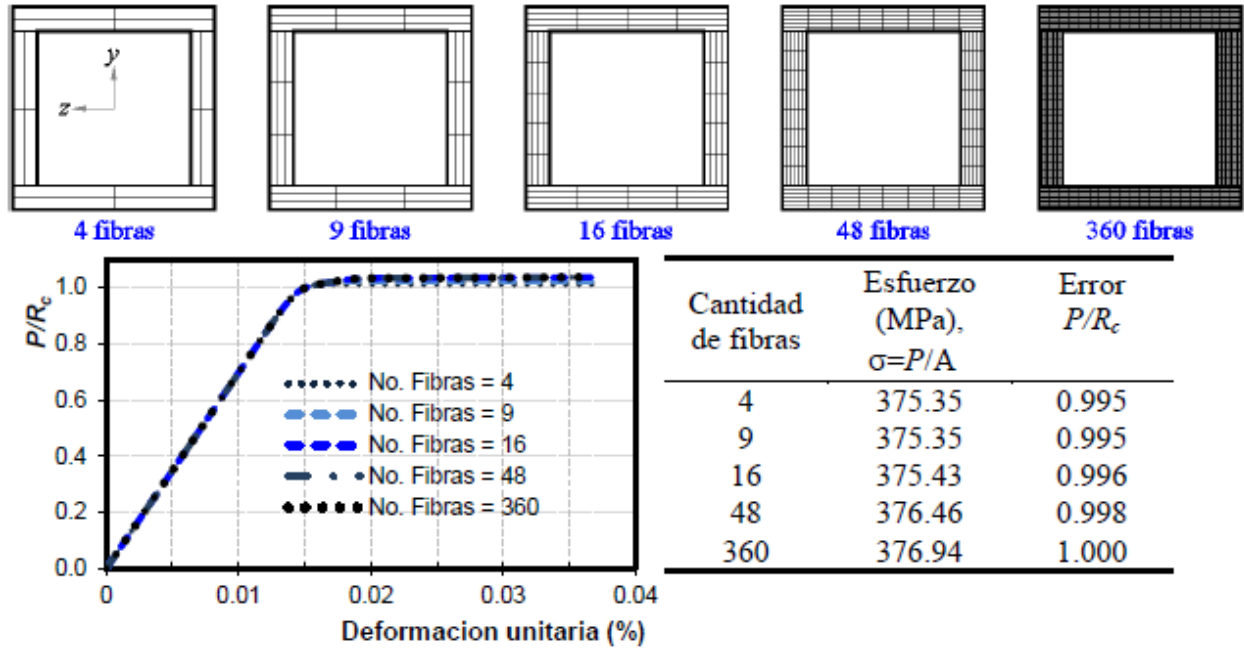 y
z
4 fibras
9 fibras
16 fibras
48 fibras
360 fibras
P/Rc
1.0
0.8
0.6
0.4
0.2
0.0
No. Fibras = 4
No. Fibras = 9
No. Fibras = 16
No. Fibras = 48
No. Fibras = 360
0 0.01 0.02 0.03 0.04
Deformacion unitaria (%)
Cantidad de fibras
Esfuerzo (MPa), σ=P/A
Error P/Rc
4 375.35 0.995
9 375.35 0.995
16 375.43 0.996
48 376.46 0.998
360 376.94 1.000